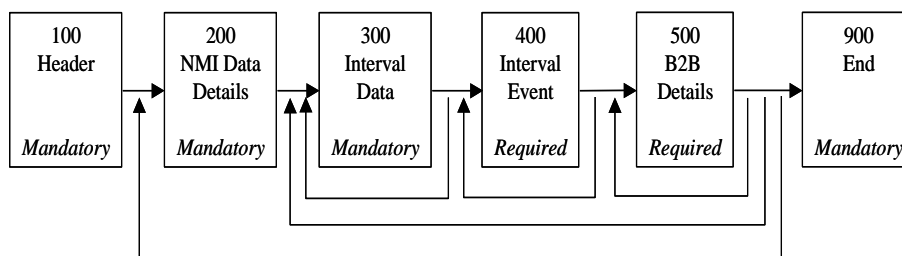 100
Header
Mandatory
200
NMI Data
Details
Mandatory
300
Interval
Data
Mandatory
400
Interval
Event
Required
500
B2B
Details
Required
900
End
Mandatory